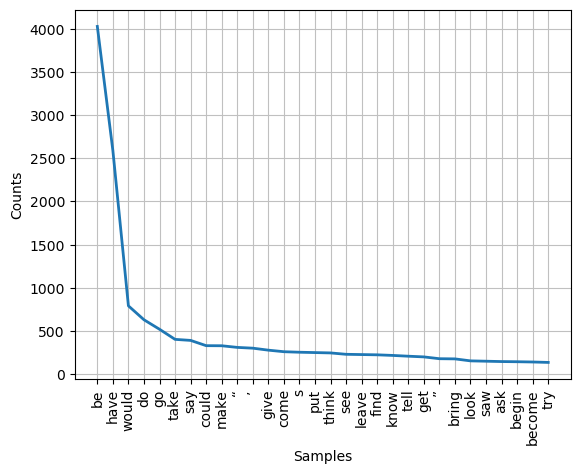 4000
3500
3000
2500
2000
1500
1000
500
0
Counts
be
have
would
do
go
take
say
could
make
“
’
give
come
s
put
think
see
leave
find
know
tell
get
”
bring
look
saw
ask
begin
become
try
Samples